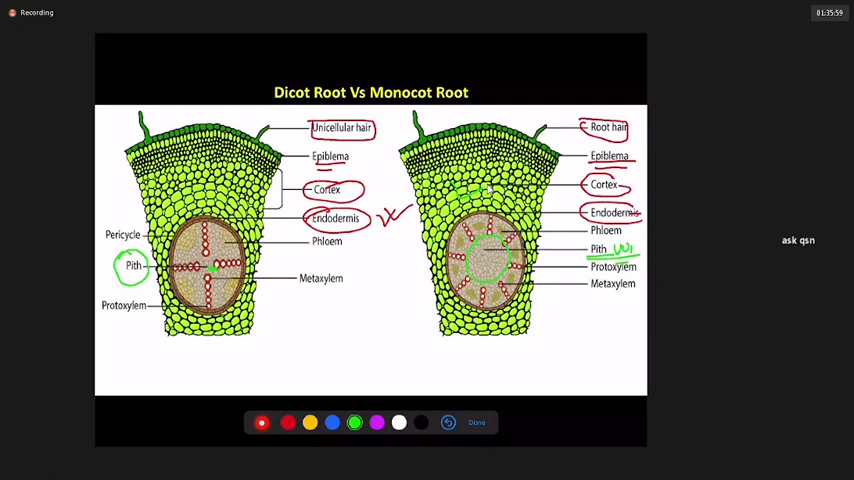 Recording
01:35:59
Dicot Root Vs Monocot Root
Unicellular hair
Epiblema
Cortex
Endodermis
Pericycle
Phloem
Pith
Metaxylem
Protoxylem
Root hair
Epiblema
Cortex
Endodermis
Phloem
Pith
Protoxylem
Metaxylem
ask qsn
Done